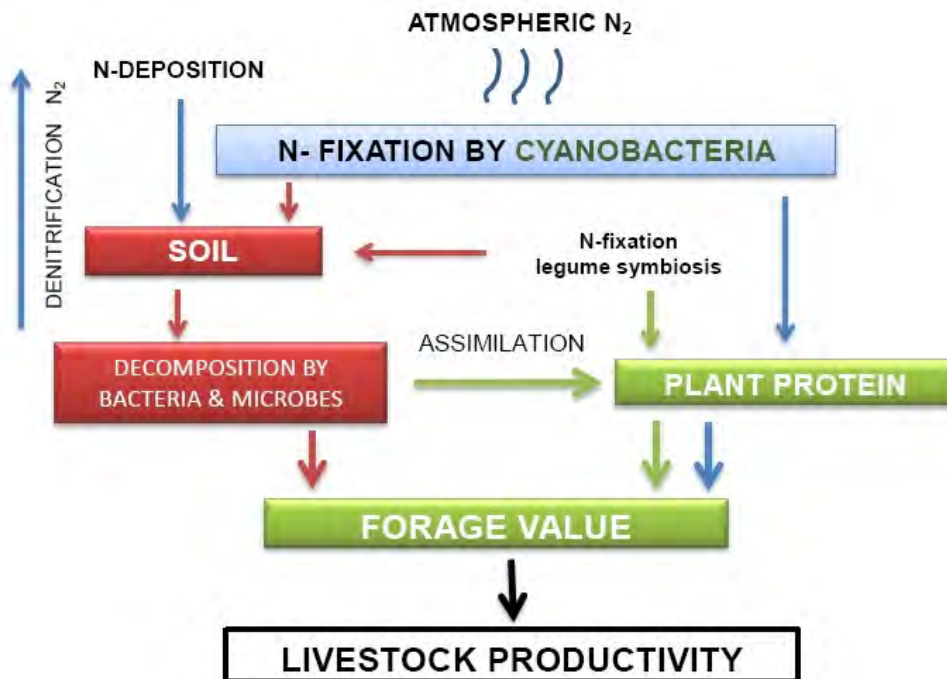 ATMOSPHERIC N₂
N-DEPOSITION
DENITRIFICATION N₂
N- FIXATION BY CYANOBACTERIA
SOIL
N-fixation
legume symbiosis
DECOMPOSITION BY
BACTERIA & MICROBES
ASSIMILATION
PLANT PROTEIN
FORAGE VALUE
LIVESTOCK PRODUCTIVITY